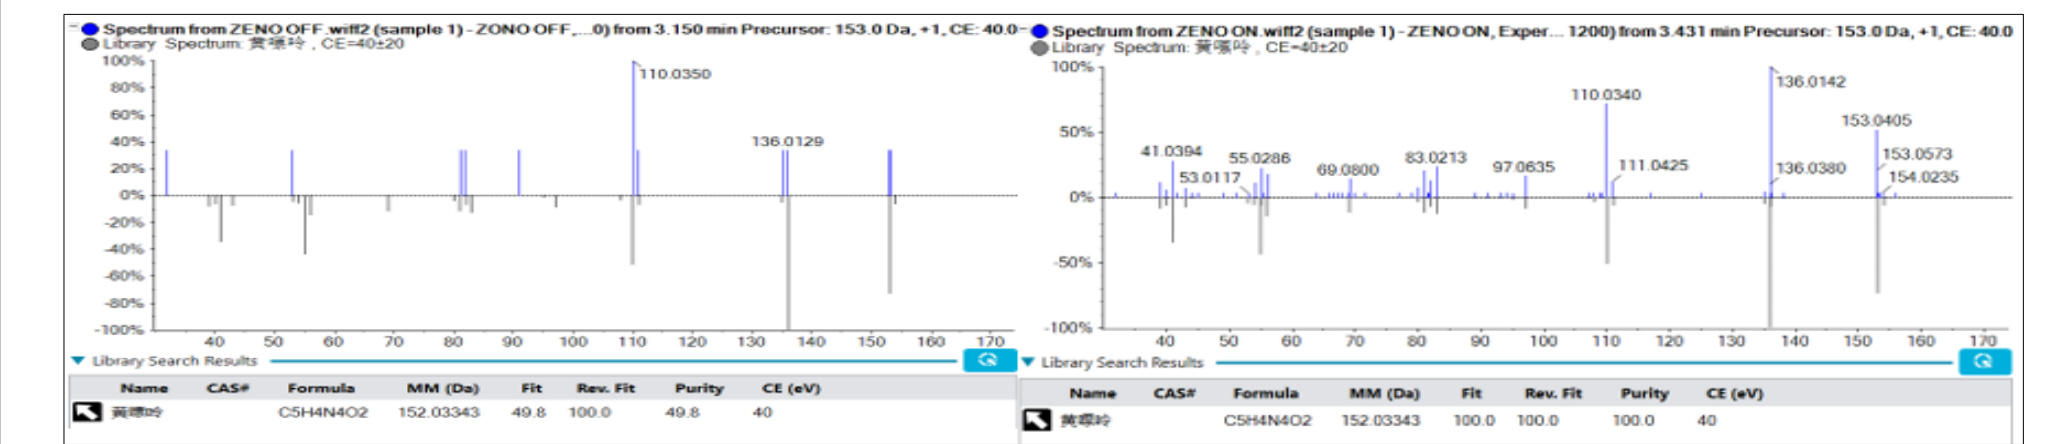 Spectrum from ZENO OFF.wiff2 (sample 1) - ZONO OFF,...0) from 3.150 min Precursor: 153.0 Da, +1, CE: 40.0
Library Spectrum: 黄嘌呤 , CE=40±20
100%
80%
60%
40%
20%
0%
-20%
-40%
-60%
-80%
-100%
110.0350
136.0129
40 50 60 70 80 90 100 110 120 130 140 150 160 170
Library Search Results
Name CAS# Formula MM (Da) Fit Rev. Fit Purity CE (eV)
黄嘌呤 C5H4N4O2 152.03343 49.8 100.0 49.8 40
Spectrum from ZENO ON.wiff2 (sample 1) - ZENO ON, Exper... 1200) from 3.431 min Precursor: 153.0 Da, +1, CE: 40.0
Library Spectrum: 黄嘌呤 , CE=40±20
100%
50%
0%
-50%
-100%
136.0142
110.0340
153.0405
41.0394
55.0286
83.0213
153.0573
69.0800
97.0635
111.0425
136.0380
53.0117
154.0235
40 50 60 70 80 90 100 110 120 130 140 150 160 170
Library Search Results
Name CAS# Formula MM (Da) Fit Rev. Fit Purity CE (eV)
黄嘌呤 C5H4N4O2 152.03343 100.0 100.0 100.0 40